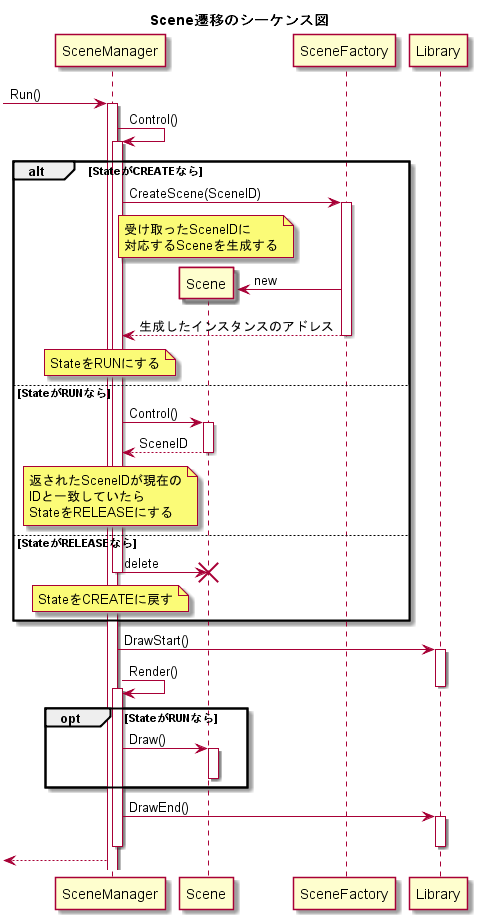 Scene遷移のシーケンス図
SceneManager
SceneFactory
Library
Run()
Control()
alt
[StateがCREATEなら]
CreateScene(SceneID)
受け取ったSceneIDに
対応するSceneを生成する
Scene
new
生成したインスタンスのアドレス
StateをRUNにする
[StateがRUNなら]
Control()
SceneID
返されたSceneIDが現在の
IDと一致していたら
StateをRELEASEにする
[StateがRELEASEなら]
delete
StateをCREATEに戻す
DrawStart()
Render()
opt
[StateがRUNなら]
Draw()
DrawEnd()
SceneManager
Scene
SceneFactory
Library